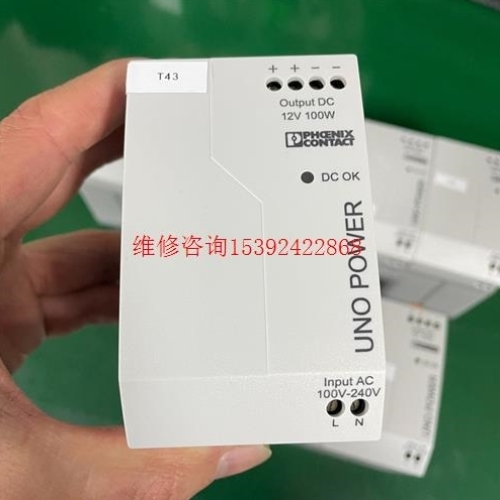 T43
+ + − −
Output DC
12V 100W
PHŒNIX
CONTACT
DC OK
维修咨询15392422868
UNO POWER
Input AC
100V-240V
L N